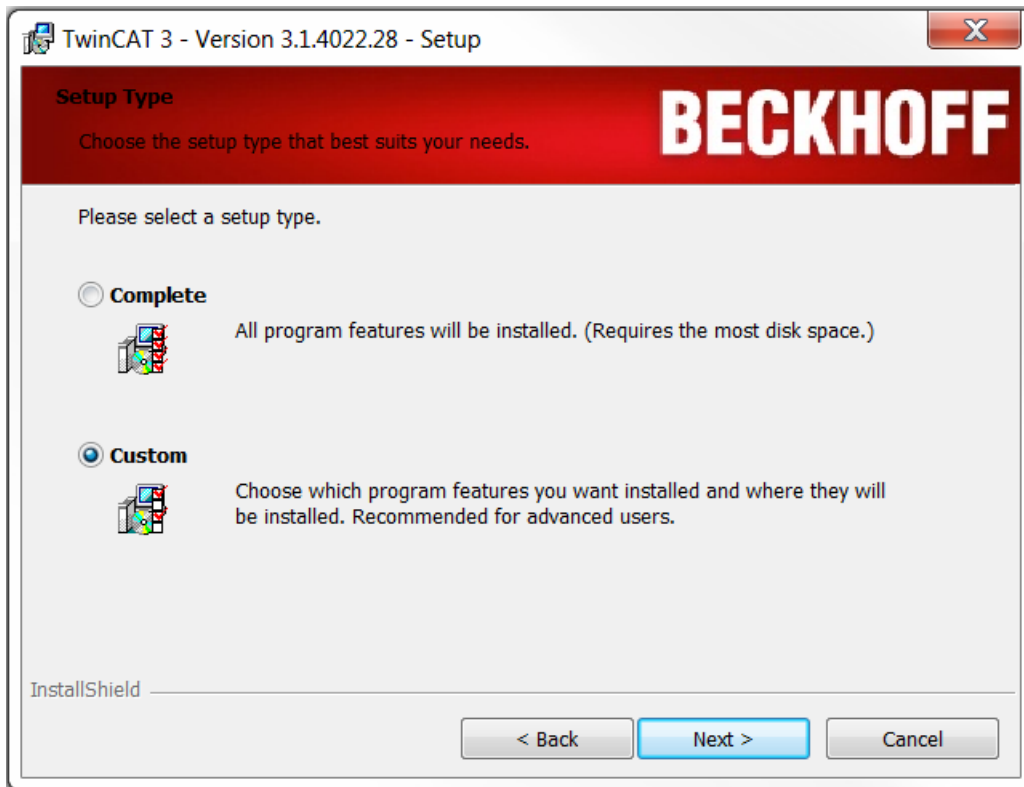 TwinCAT 3 - Version 3.1.4022.28 - Setup
Setup Type
BECKHOFF
Choose the setup type that best suits your needs.
Please select a setup type.
Complete
All program features will be installed. (Requires the most disk space.)
Custom
Choose which program features you want installed and where they will
be installed. Recommended for advanced users.
InstallShield
< Back
Next >
Cancel